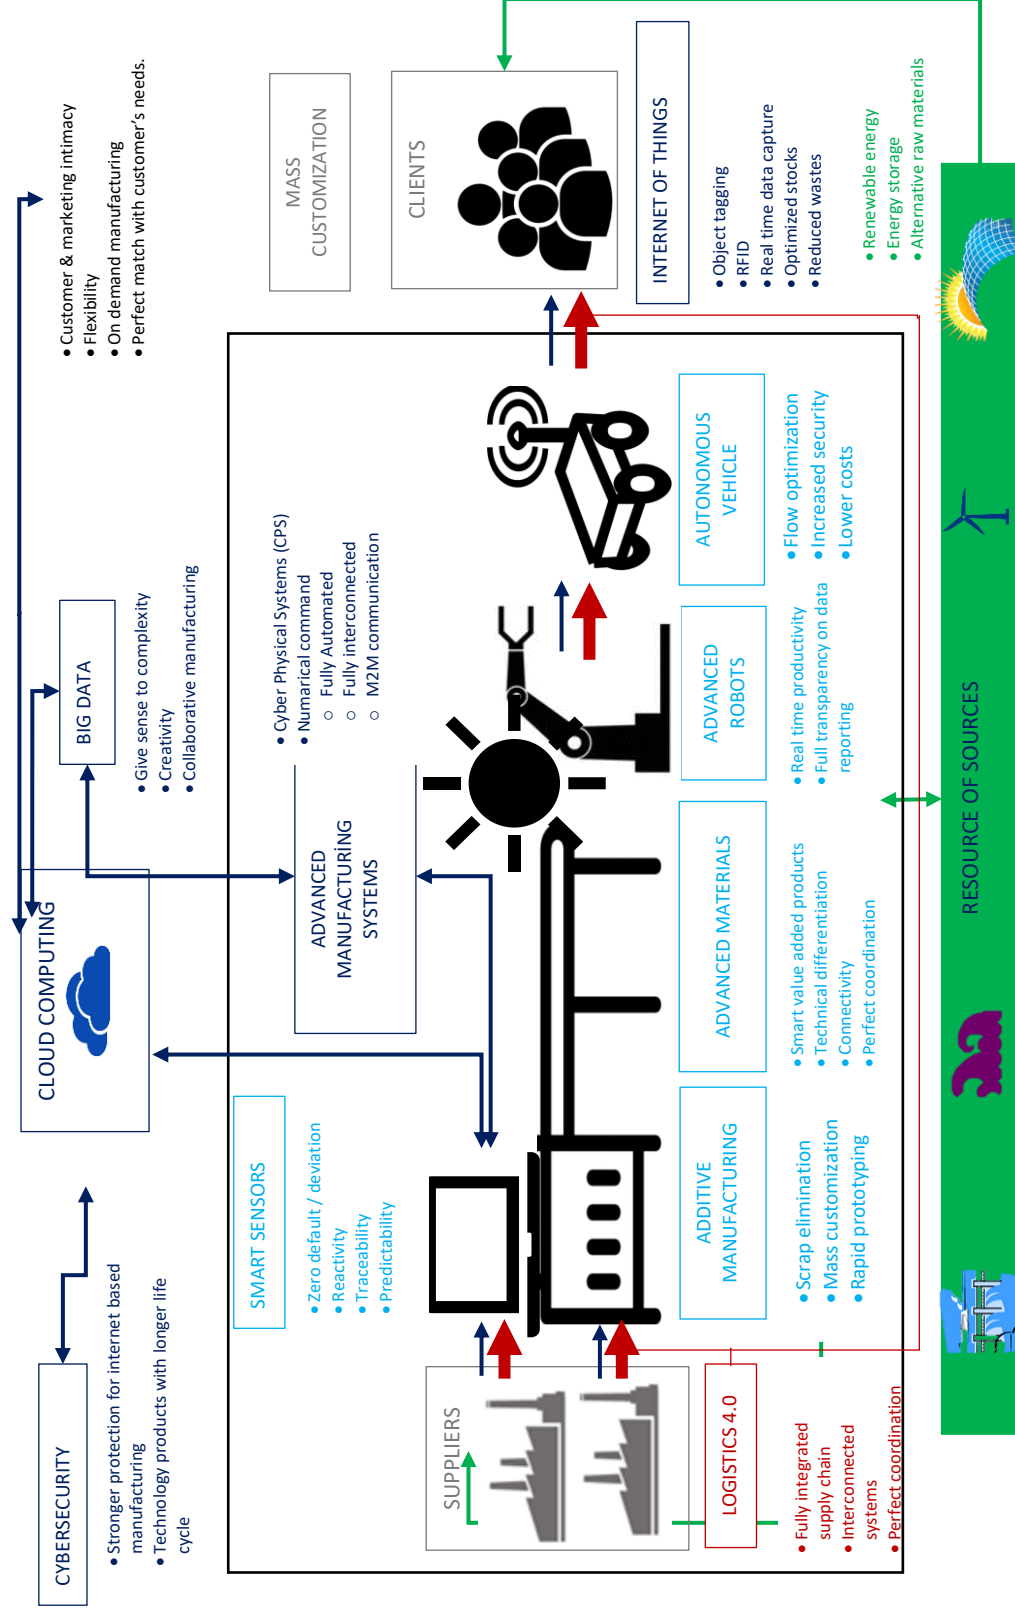 CYBERSECURITY
• Stronger protection for internet based
manufacturing
• Technology products with longer life
cycle
CLOUD COMPUTING
BIG DATA
• Give sense to complexity
• Creativity
• Collaborative manufacturing
• Customer & marketing intimacy
• Flexibility
• On demand manufacturing
• Perfect match with customer's needs.
SMART SENSORS
• Zero default / deviation
• Reactivity
• Traceability
• Predictability
ADVANCED
MANUFACTURING
SYSTEMS
• Cyber Physical Systems (CPS)
• Numarical command
○ Fully Automated
○ Fully interconnected
○ M2M communication
MASS
CUSTOMIZATION
SUPPLIERS
CLIENTS
LOGISTICS 4.0
• Fully integrated
supply chain
• Interconnected
systems
• Perfect coordination
ADDITIVE
MANUFACTURING
• Scrap elimination
• Mass customization
• Rapid prototyping
ADVANCED MATERIALS
• Smart value added products
• Technical differentiation
• Connectivity
• Perfect coordination
ADVANCED
ROBOTS
• Real time productivity
• Full transparency on data
reporting
AUTONOMOUS
VEHICLE
• Flow optimization
• Increased security
• Lower costs
INTERNET OF THINGS
• Object tagging
• RFID
• Real time data capture
• Optimized stocks
• Reduced wastes
• Renewable energy
• Energy storage
• Alternative raw materials
RESOURCE OF SOURCES